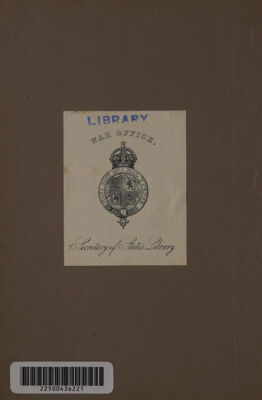 LIBRARY
WAR OFFICE.
Secretary of State's Library
22500436221